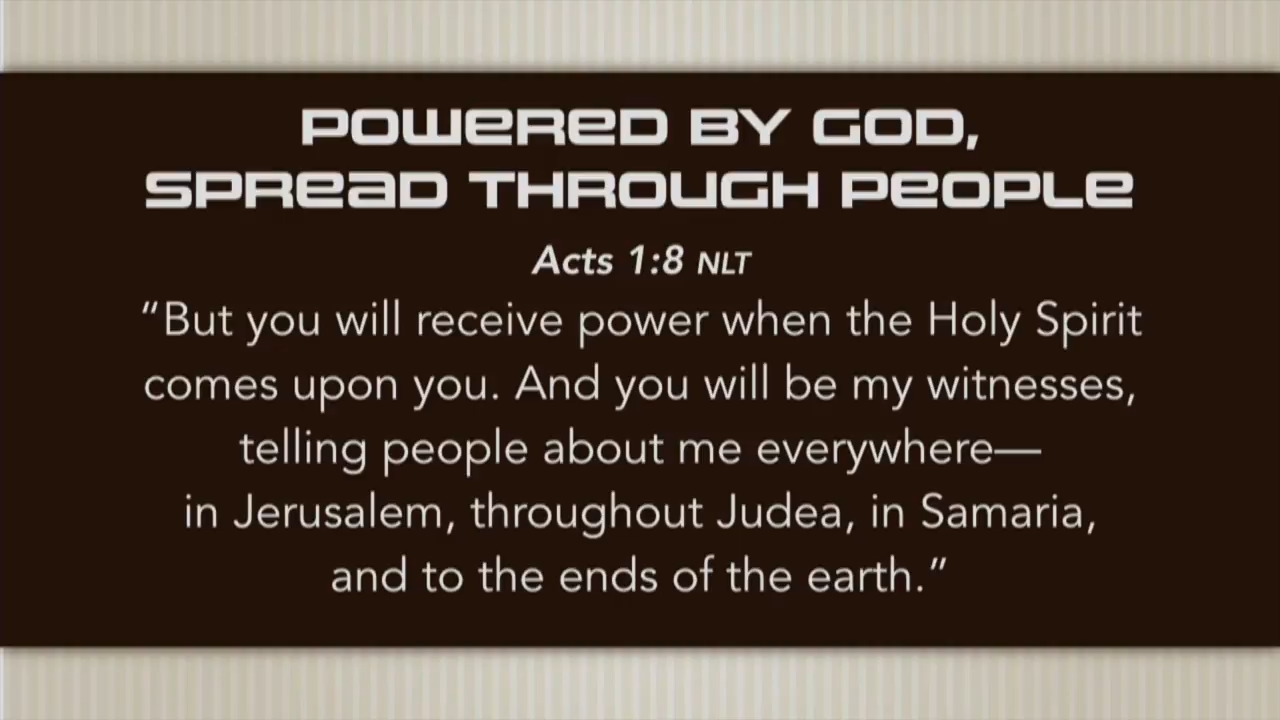 POWERED BY GOD,
SPREAD THROUGH PEOPLE
Acts 1:8 NLT
“But you will receive power when the Holy Spirit
comes upon you. And you will be my witnesses,
telling people about me everywhere—
in Jerusalem, throughout Judea, in Samaria,
and to the ends of the earth.”